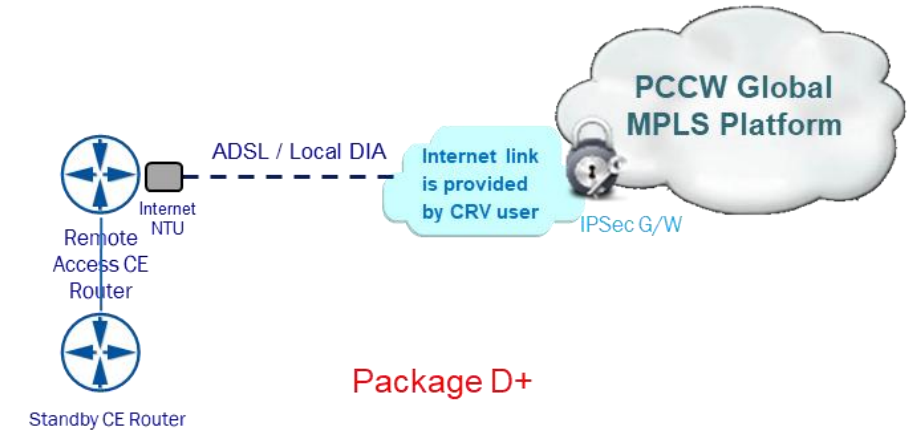 PCCW Global
MPLS Platform
ADSL / Local DIA
Internet link
is provided
by CRV user
Internet
NTU
IPSec G/W
Remote
Access CE
Router
Package D+
Standby CE Router